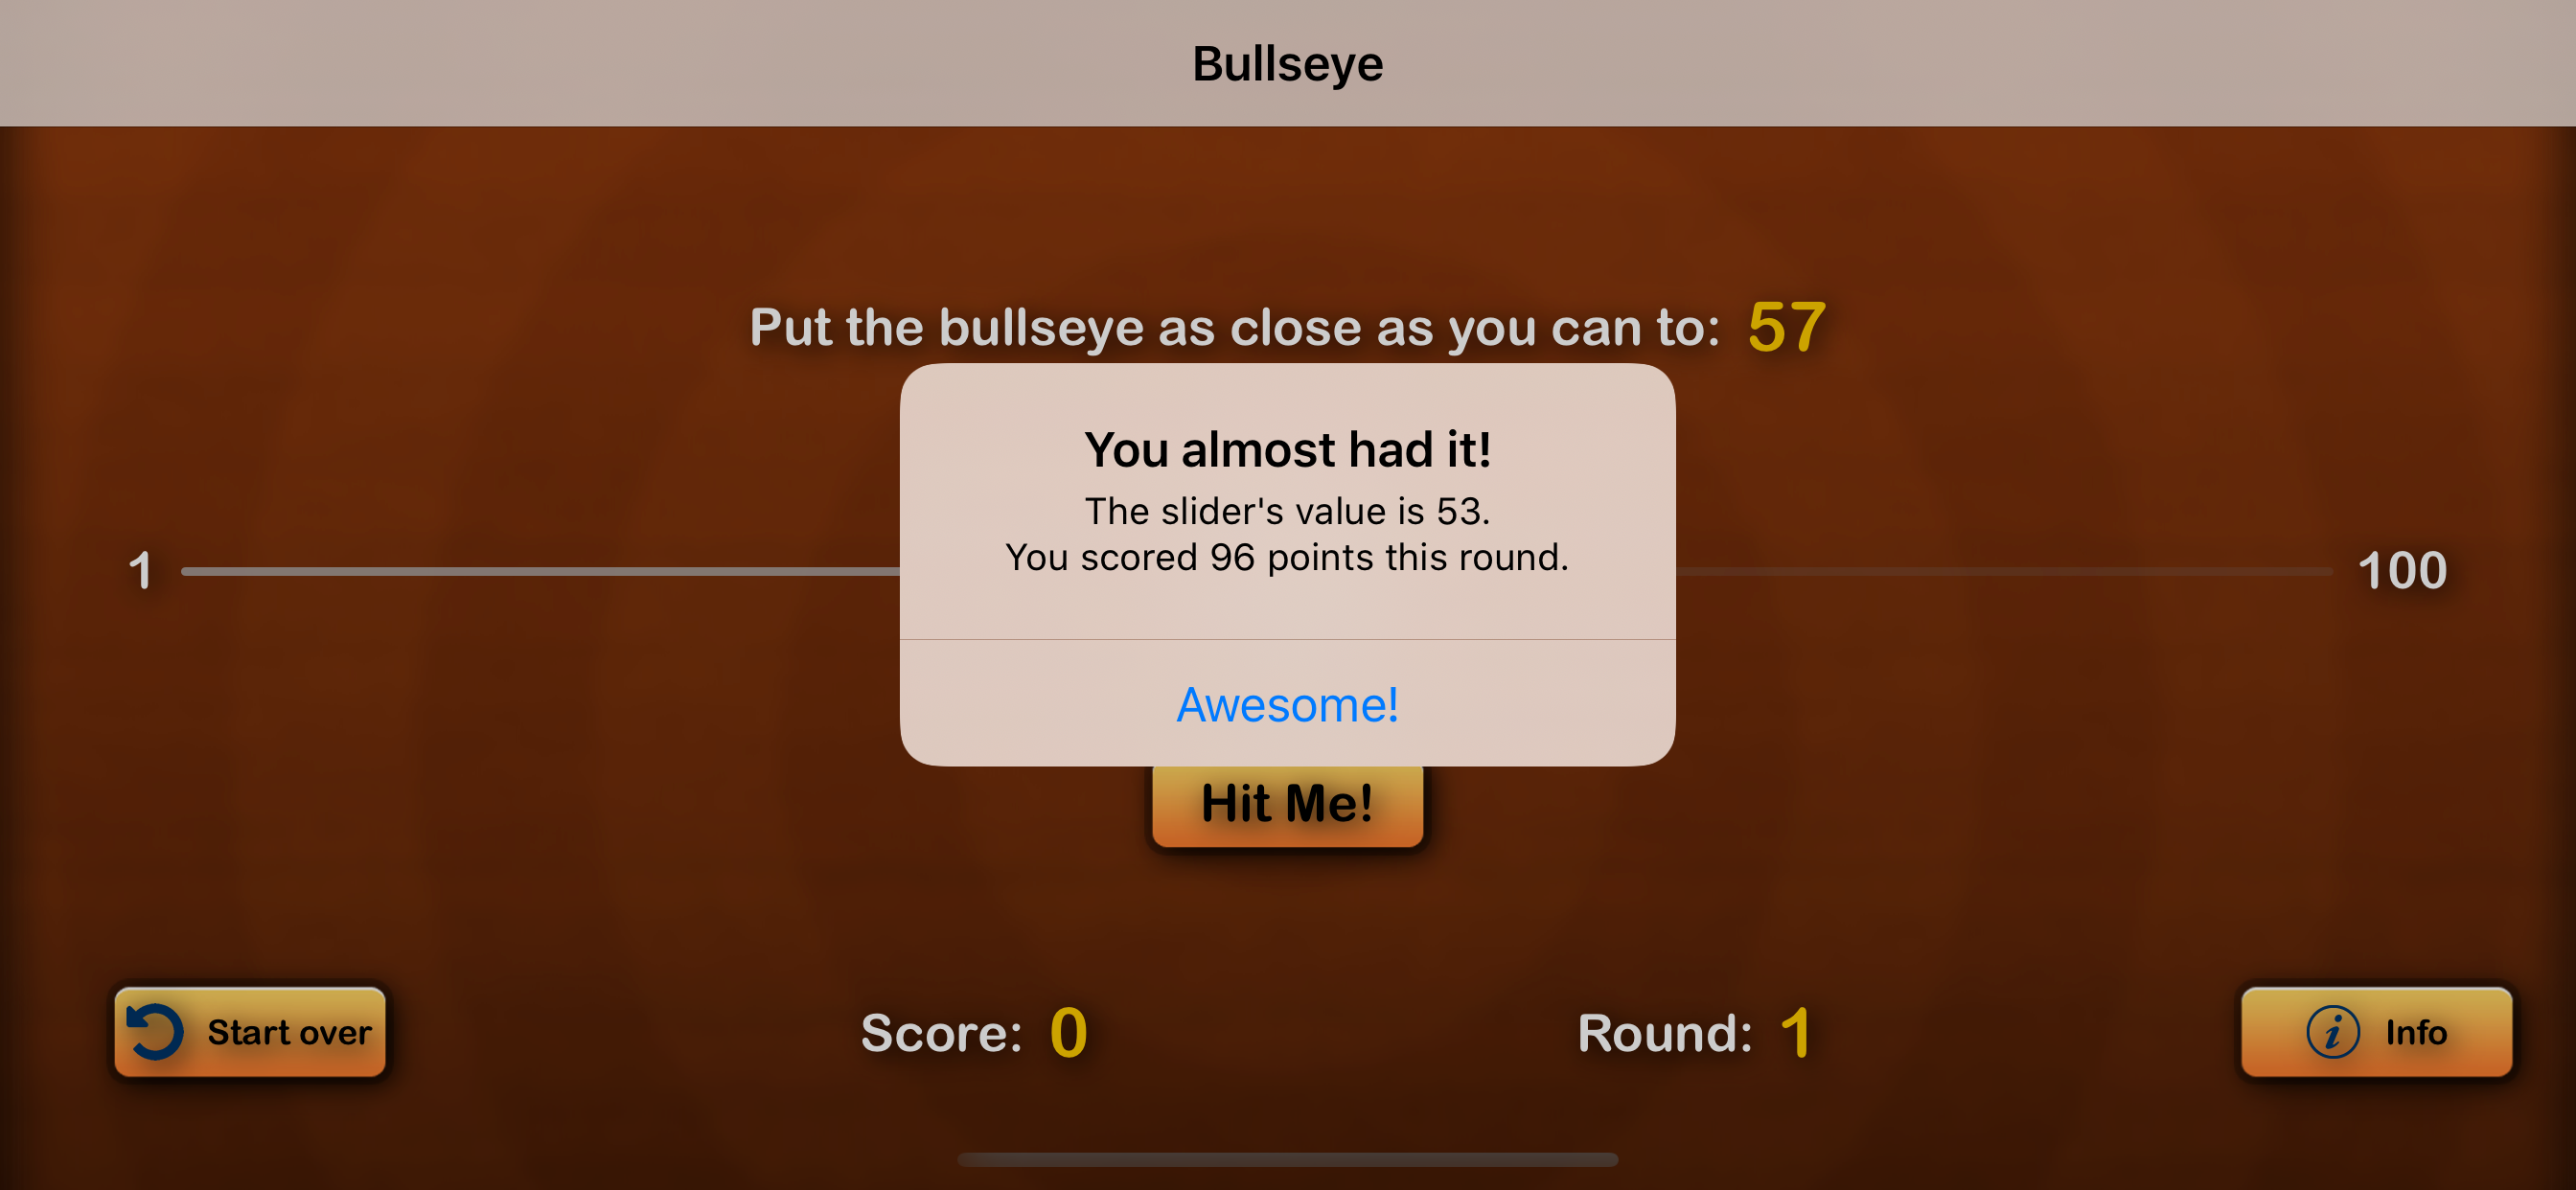 Bullseye
Put the bullseye as close as you can to: 57
You almost had it!
The slider's value is 53.
You scored 96 points this round.
1
100
Awesome!
Hit Me!
Start over
Score: 0
Round: 1
i Info